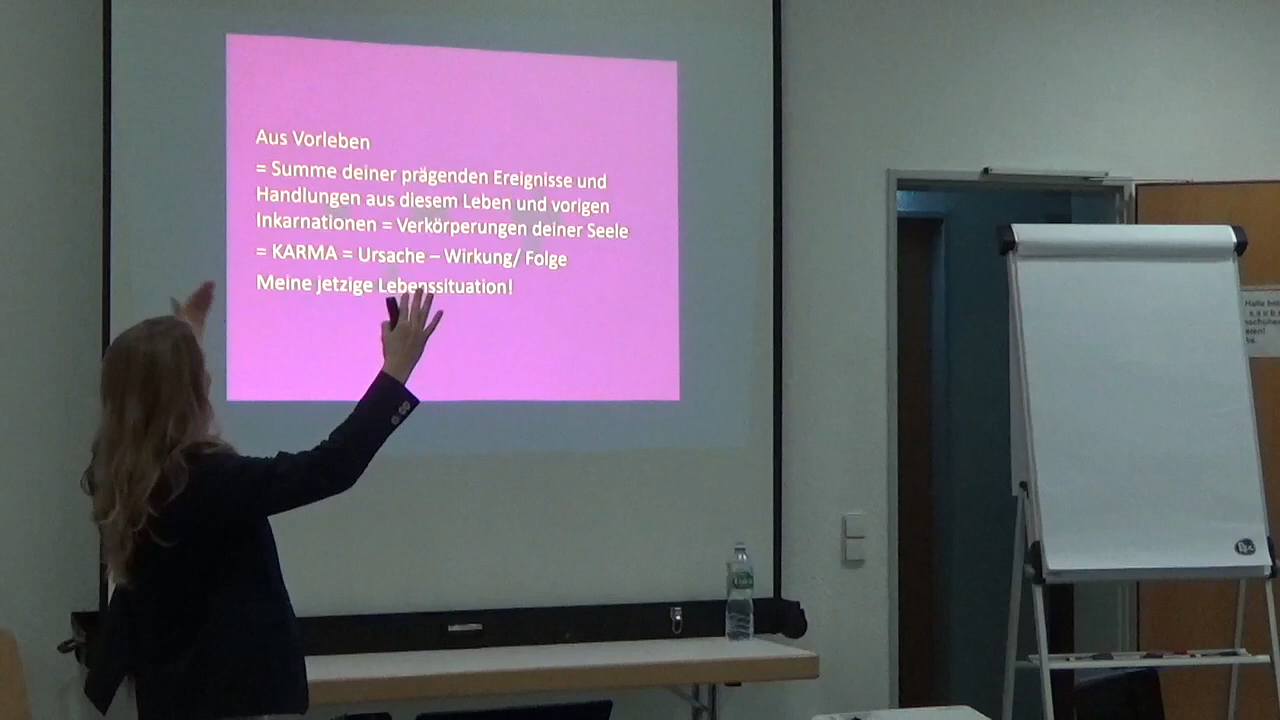 Aus Vorleben
= Summe deiner prägenden Ereignisse und
Handlungen aus diesem Leben und vorigen
Inkarnationen = Verkörperungen deiner Seele
= KARMA = Ursache – Wirkung/ Folge
Meine jetzige Lebenssituation!
Halle